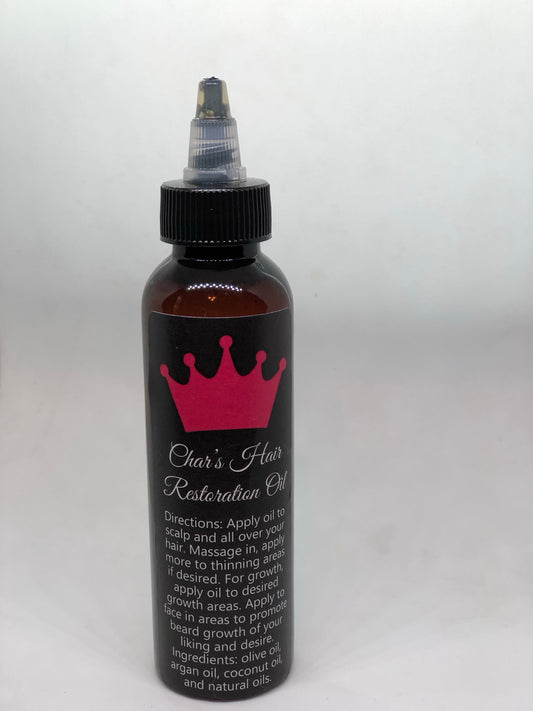 Char's Hair
Restoration Oil
Directions: Apply oil to
scalp and all over your
hair. Massage in, apply
more to thinning areas
if desired. For growth,
apply oil to desired
growth areas. Apply to
face in areas to promote
beard growth of your
liking and desire.
Ingredients: olive oil,
argan oil, coconut oil,
and natural oils.